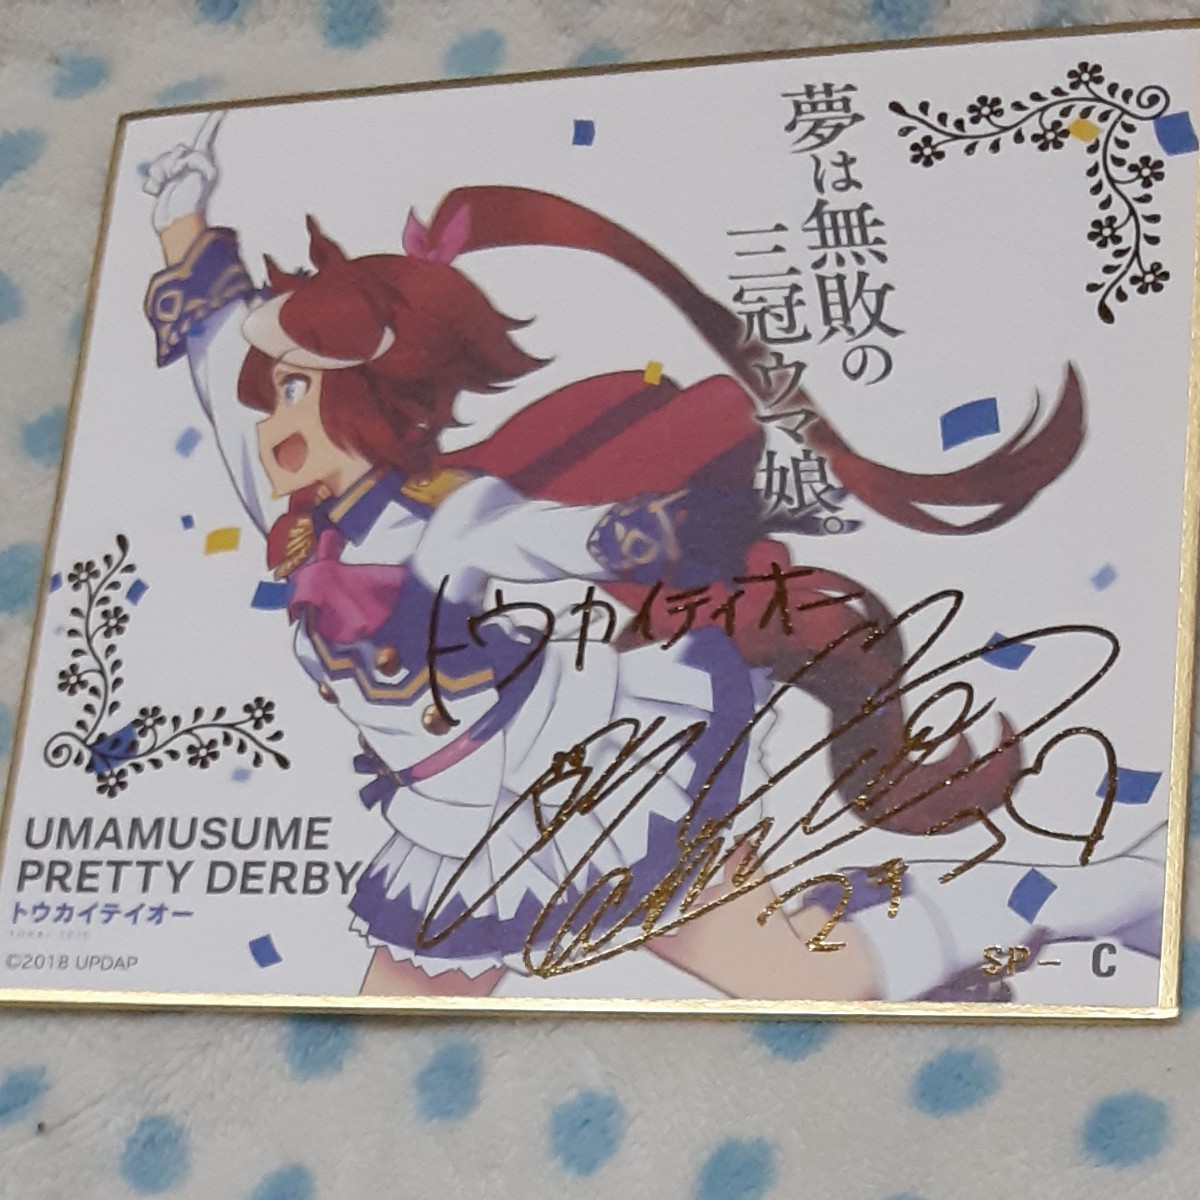 夢は無敗の
三冠ウマ娘。
トウカイテイオー
UMAMUSUME
PRETTY DERBY
トウカイテイオー
TOKAI TEIO
©2018 UPDAP
SP- C